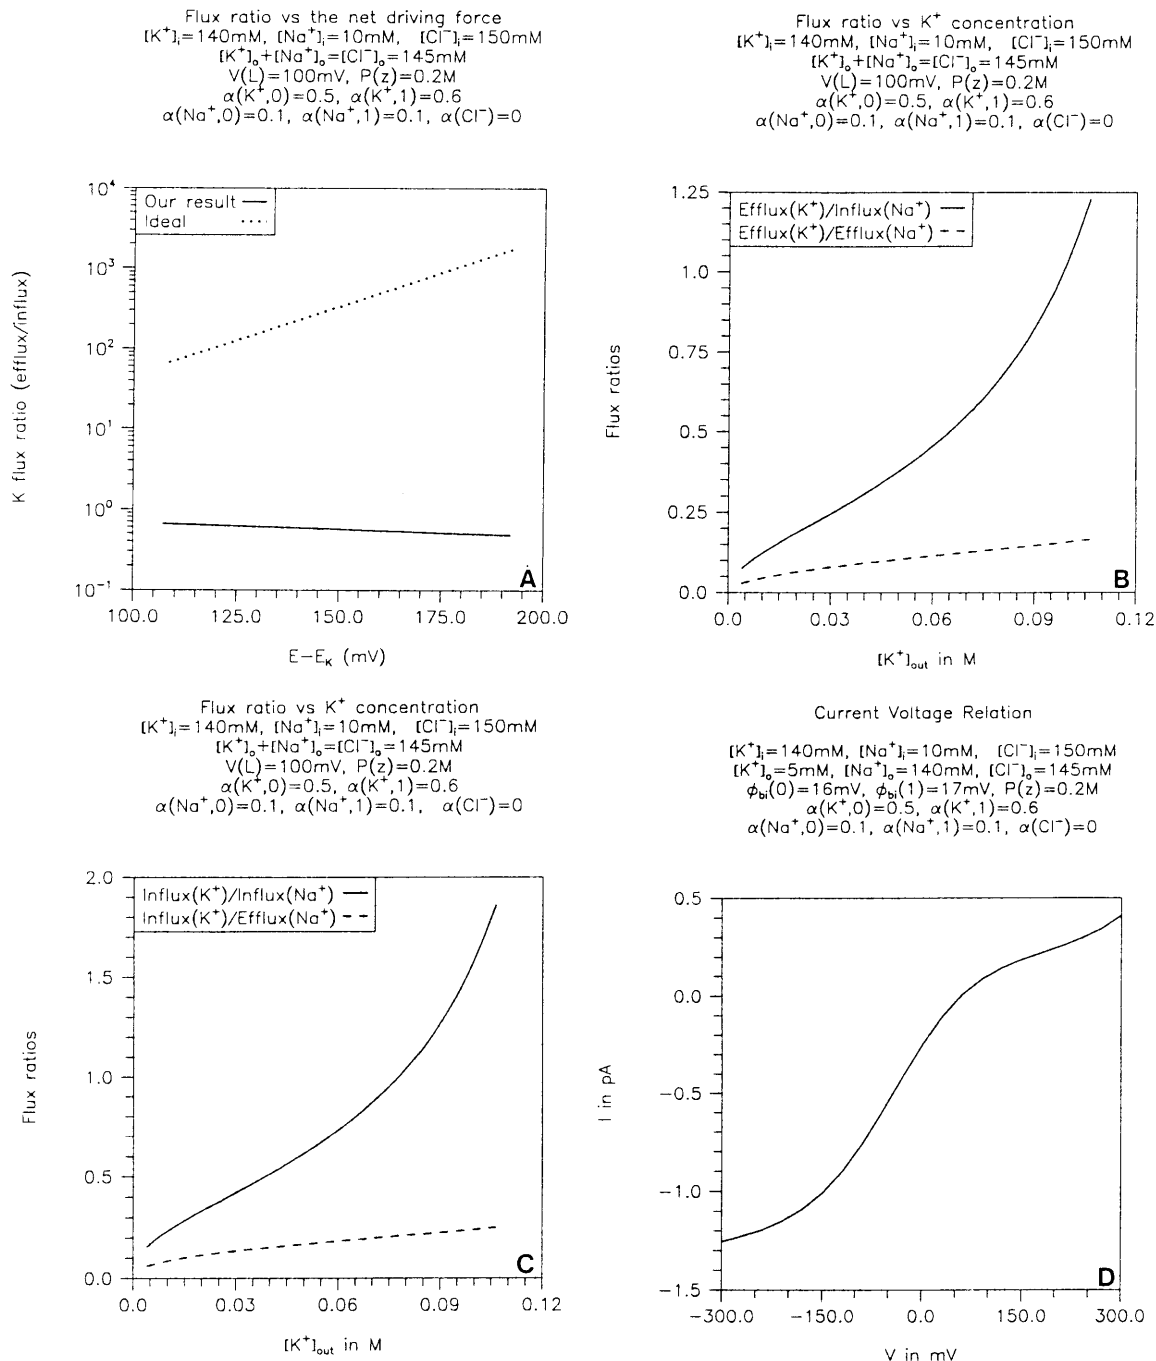 Flux ratio vs the net driving force
[K⁺]ᵢ=140mM, [Na⁺]ᵢ=10mM, [Cl⁻]ᵢ=150mM
[K⁺]ₒ+[Na⁺]ₒ=[Cl⁻]ₒ=145mM
V(L)=100mV, P(z)=0.2M
α(K⁺,0)=0.5, α(K⁺,1)=0.6
α(Na⁺,0)=0.1, α(Na⁺,1)=0.1, α(Cl⁻)=0
Our result
Ideal
K flux ratio (efflux/influx)
10⁴
10³
10²
10¹
10⁰
10⁻¹
A
100.0 125.0 150.0 175.0 200.0
E−E_K (mV)
Flux ratio vs K⁺ concentration
[K⁺]ᵢ=140mM, [Na⁺]ᵢ=10mM, [Cl⁻]ᵢ=150mM
[K⁺]ₒ+[Na⁺]ₒ=[Cl⁻]ₒ=145mM
V(L)=100mV, P(z)=0.2M
α(K⁺,0)=0.5, α(K⁺,1)=0.6
α(Na⁺,0)=0.1, α(Na⁺,1)=0.1, α(Cl⁻)=0
Efflux(K⁺)/Influx(Na⁺)
Efflux(K⁺)/Efflux(Na⁺)
Flux ratios
1.25
1.0
0.75
0.5
0.25
0.0
B
0.0 0.03 0.06 0.09 0.12
[K⁺]out in M
Flux ratio vs K⁺ concentration
[K⁺]ᵢ=140mM, [Na⁺]ᵢ=10mM, [Cl⁻]ᵢ=150mM
[K⁺]ₒ+[Na⁺]ₒ=[Cl⁻]ₒ=145mM
V(L)=100mV, P(z)=0.2M
α(K⁺,0)=0.5, α(K⁺,1)=0.6
α(Na⁺,0)=0.1, α(Na⁺,1)=0.1, α(Cl⁻)=0
Influx(K⁺)/Influx(Na⁺)
Influx(K⁺)/Efflux(Na⁺)
Flux ratios
2.0
1.5
1.0
0.5
0.0
C
0.0 0.03 0.06 0.09 0.12
[K⁺]out in M
Current Voltage Relation
[K⁺]ᵢ=140mM, [Na⁺]ᵢ=10mM, [Cl⁻]ᵢ=150mM
[K⁺]ₒ=5mM, [Na⁺]ₒ=140mM, [Cl⁻]ₒ=145mM
ϕbi(0)=16mV, ϕbi(1)=17mV, P(z)=0.2M
α(K⁺,0)=0.5, α(K⁺,1)=0.6
α(Na⁺,0)=0.1, α(Na⁺,1)=0.1, α(Cl⁻)=0
I in pA
0.5
0.0
−0.5
−1.0
−1.5
D
−300.0 −150.0 0.0 150.0 300.0
V in mV